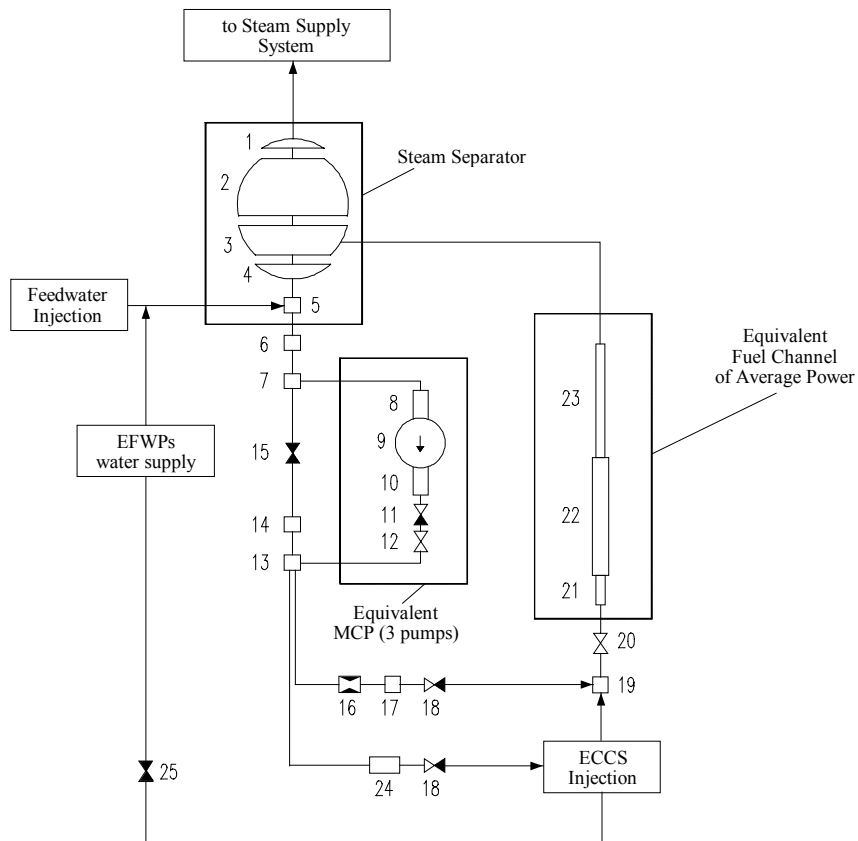 to Steam Supply
System
1
Steam Separator
2
3
4
Feedwater
Injection
5
6
7
Equivalent
Fuel Channel
of Average Power
8
23
9
EFWPs
water supply
15
10
22
11
14
12
13
21
Equivalent
MCP (3 pumps)
20
19
16
17
18
ECCS
Injection
25
24
18